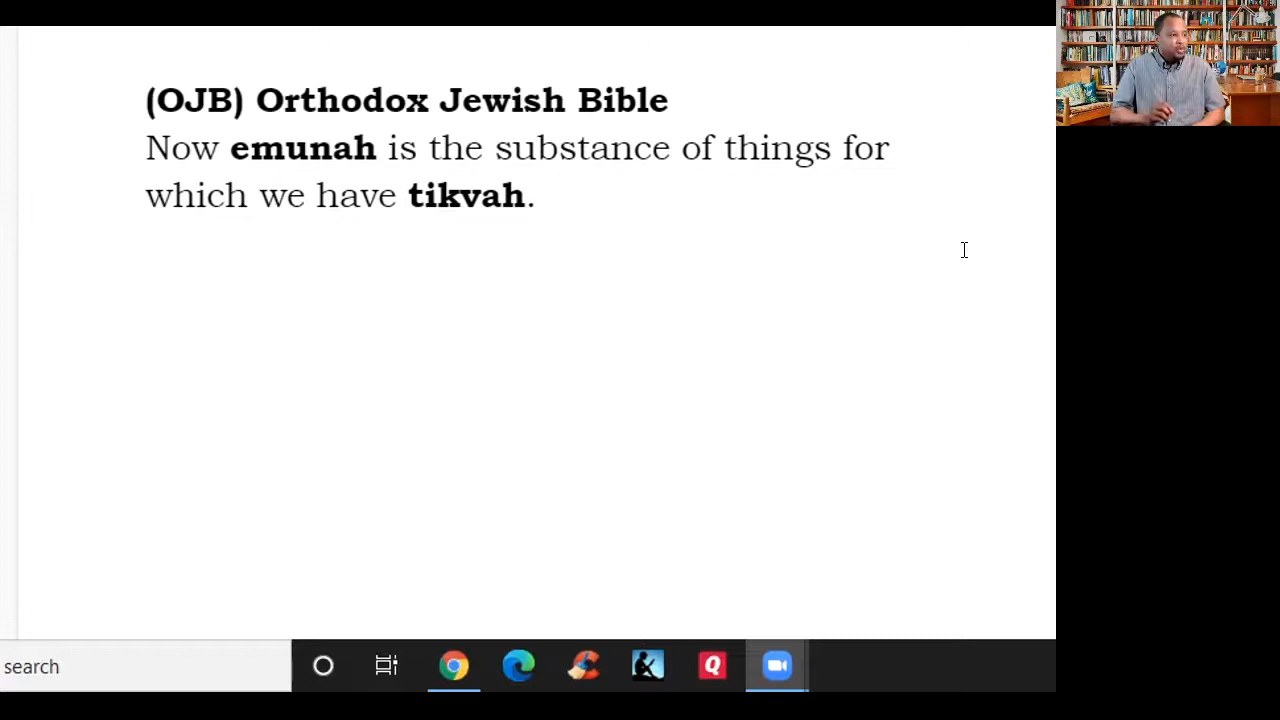 (OJB) Orthodox Jewish Bible
Now emunah is the substance of things for
which we have tikvah.
search
Q